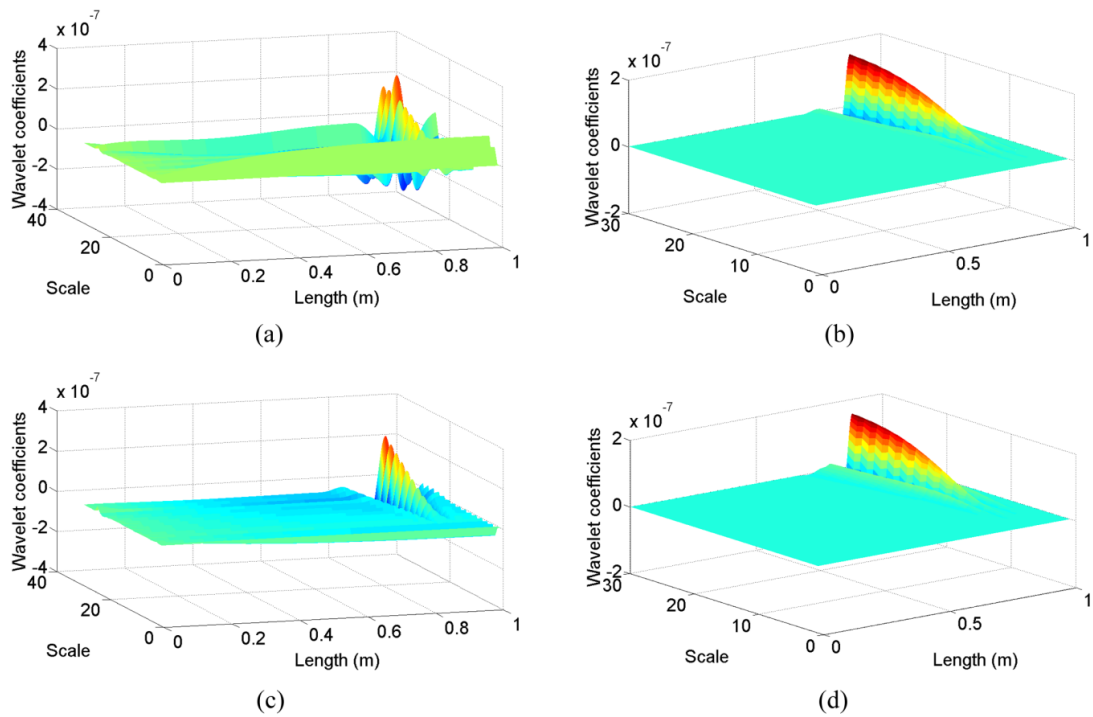 x 10⁻⁷
4
2
0
-2
-4
40
20
0
Wavelet coefficients
Scale
0 0.2 0.4 0.6 0.8 1
Length (m)
(a)
x 10⁻⁷
2
0
-2
30
20
10
0
Wavelet coefficients
Scale
0 0.5 1
Length (m)
(b)
x 10⁻⁷
4
2
0
-2
-4
40
20
0
Wavelet coefficients
Scale
0 0.2 0.4 0.6 0.8 1
Length (m)
(c)
x 10⁻⁷
2
0
-2
30
20
10
0
Wavelet coefficients
Scale
0 0.5 1
Length (m)
(d)